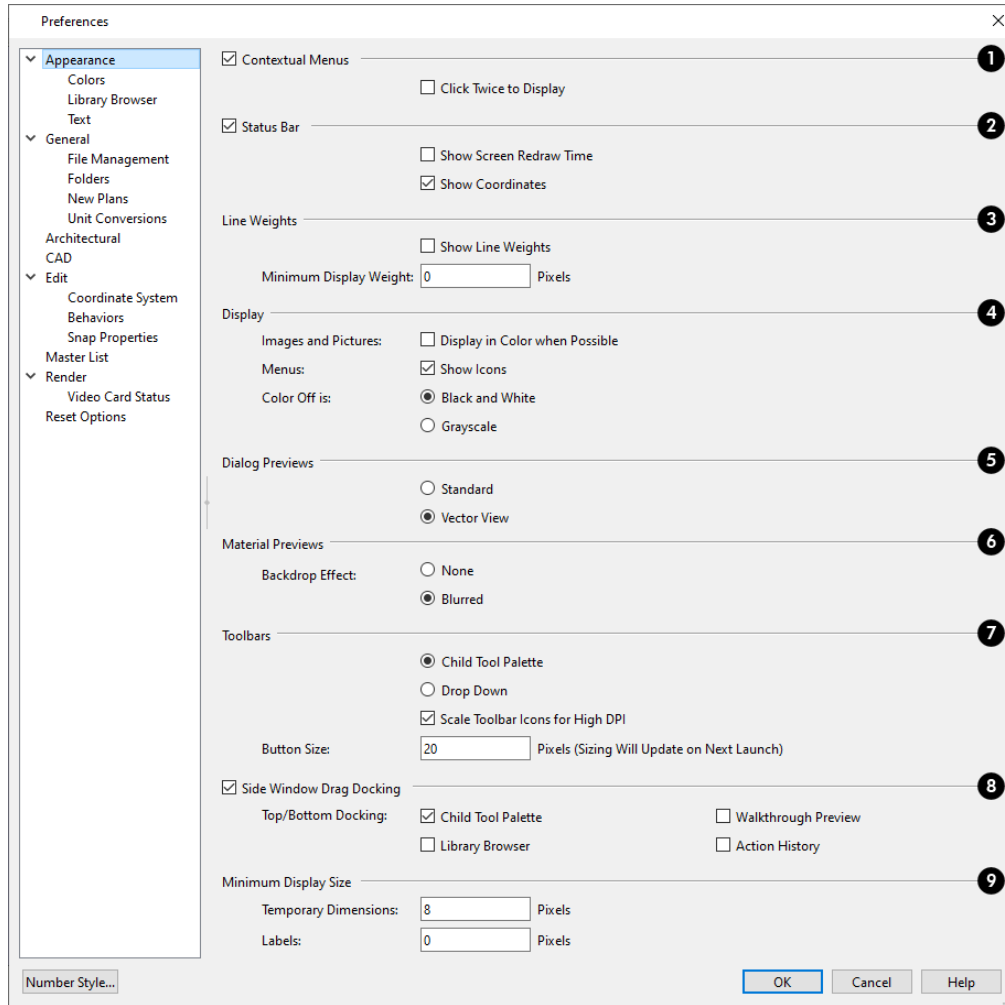 Preferences
Appearance
Colors
Library Browser
Text
General
File Management
Folders
New Plans
Unit Conversions
Architectural
CAD
Edit
Coordinate System
Behaviors
Snap Properties
Master List
Render
Video Card Status
Reset Options
Contextual Menus 1
Click Twice to Display
Status Bar 2
Show Screen Redraw Time
Show Coordinates
Line Weights 3
Show Line Weights
Minimum Display Weight: 0 Pixels
Display 4
Images and Pictures: Display in Color when Possible
Menus: Show Icons
Color Off is: Black and White
Grayscale
Dialog Previews 5
Standard
Vector View
Material Previews 6
Backdrop Effect: None
Blurred
Toolbars 7
Child Tool Palette
Drop Down
Scale Toolbar Icons for High DPI
Button Size: 20 Pixels (Sizing Will Update on Next Launch)
Side Window Drag Docking 8
Top/Bottom Docking: Child Tool Palette Walkthrough Preview
Library Browser Action History
Minimum Display Size 9
Temporary Dimensions: 8 Pixels
Labels: 0 Pixels
Number Style... OK Cancel Help